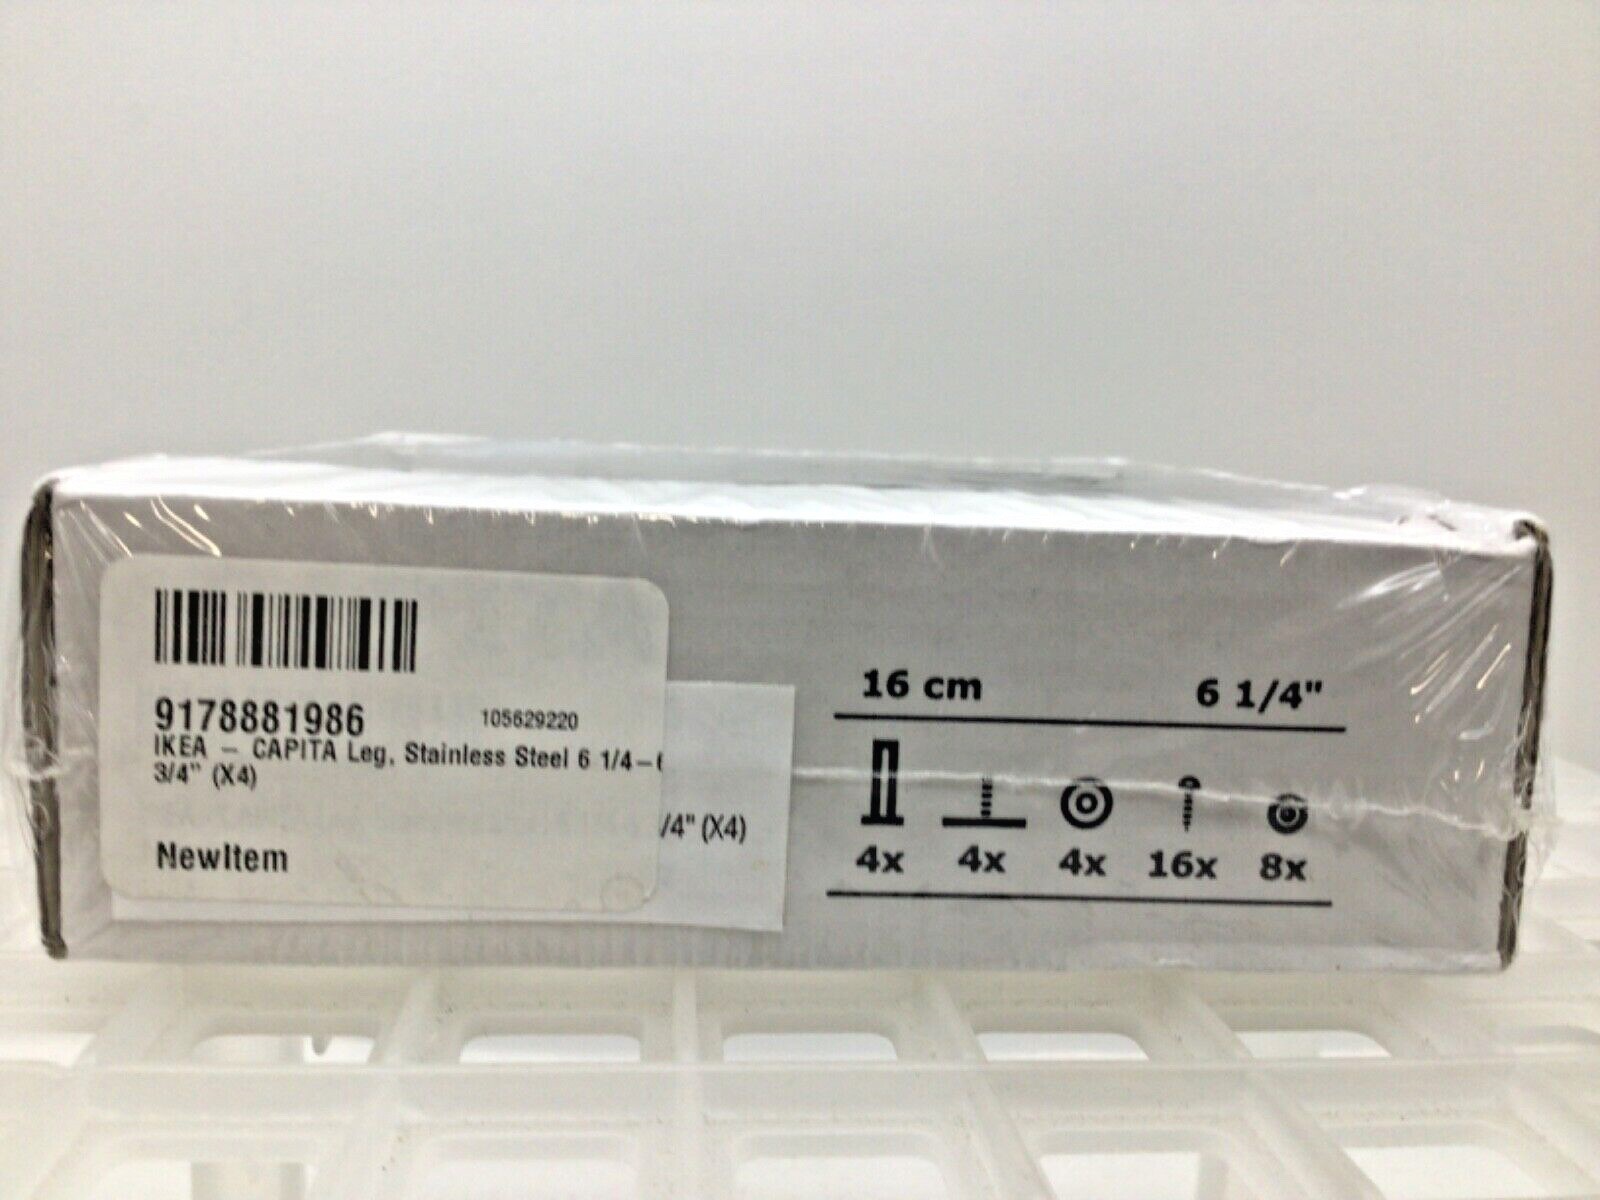 9178881986 105629220
IKEA – CAPITA Leg, Stainless Steel 6 1/4–
3/4" (X4)
/4" (X4)
NewItem
16 cm 6 1/4"
4x 4x 4x 16x 8x